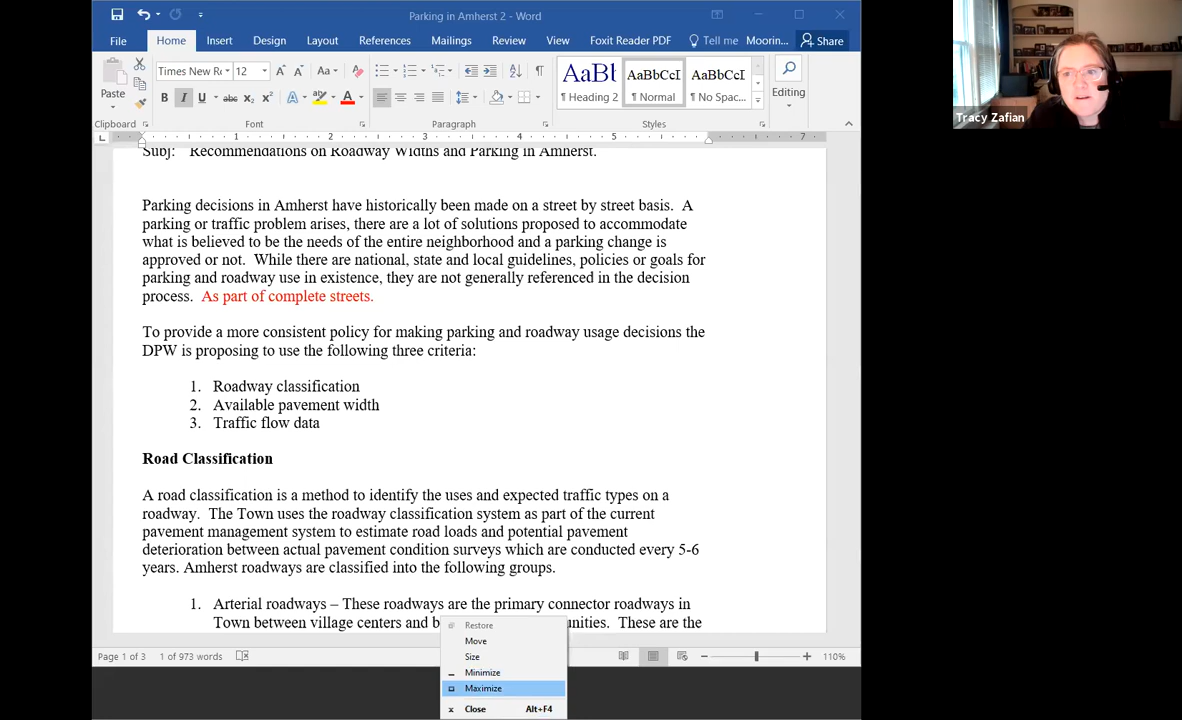 Parking in Amherst 2 - Word
File Home Insert Design Layout References Mailings Review View Foxit Reader PDF Tell me Moorin... Share
Times New Ro 12 Aa
AaBt AaBbCcI AaBbCcI
Paste
B I U abc x₂ x² A A
¶ Heading 2 ¶ Normal ¶ No Spac...
Editing
Clipboard Font Paragraph Styles
1 2 3 4 5 7
Subj: Recommendations on Roadway Widths and Parking in Amherst.
Parking decisions in Amherst have historically been made on a street by street basis. A
parking or traffic problem arises, there are a lot of solutions proposed to accommodate
what is believed to be the needs of the entire neighborhood and a parking change is
approved or not. While there are national, state and local guidelines, policies or goals for
parking and roadway use in existence, they are not generally referenced in the decision
process. As part of complete streets.
To provide a more consistent policy for making parking and roadway usage decisions the
DPW is proposing to use the following three criteria:
1. Roadway classification
2. Available pavement width
3. Traffic flow data
Road Classification
A road classification is a method to identify the uses and expected traffic types on a
roadway. The Town uses the roadway classification system as part of the current
pavement management system to estimate road loads and potential pavement
deterioration between actual pavement condition surveys which are conducted every 5-6
years. Amherst roadways are classified into the following groups.
1. Arterial roadways – These roadways are the primary connector roadways in
Town between village centers and b unities. These are the
Restore
Move
Size
Minimize
Maximize
Close Alt+F4
Page 1 of 3 1 of 973 words 110%
Tracy Zafian